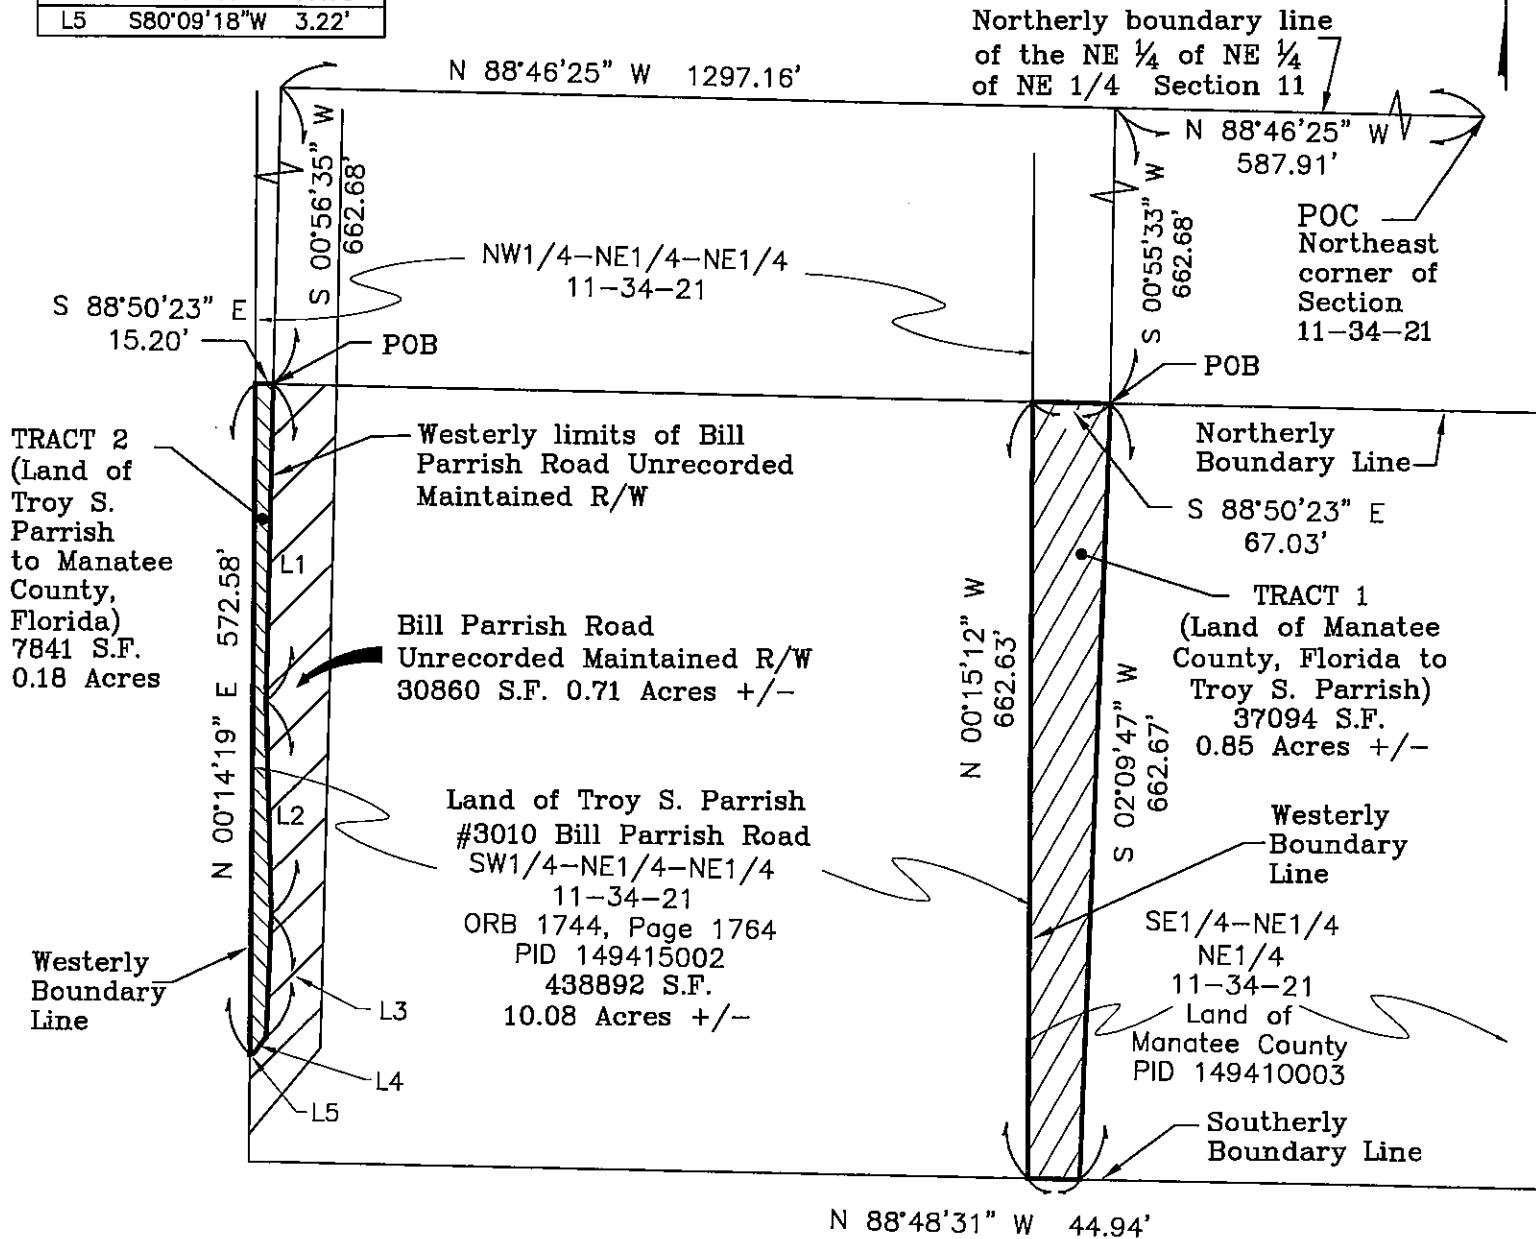 L5 S80°09'18"W 3.22'
Northerly boundary line
of the NE ¼ of NE ¼
of NE 1/4 Section 11
N 88°46'25" W 1297.16'
N 88°46'25" W
587.91'
S 00°56'35" W
662.68'
S 00°55'33" W
662.68'
POC
Northeast
corner of
Section
11-34-21
NW1/4-NE1/4-NE1/4
11-34-21
S 88°50'23" E
15.20'
POB
POB
TRACT 2
(Land of
Troy S.
Parrish
to Manatee
County,
Florida)
7841 S.F.
0.18 Acres
Westerly limits of Bill
Parrish Road Unrecorded
Maintained R/W
Northerly
Boundary Line
S 88°50'23" E
67.03'
L1
N 00°14'19" E 572.58'
Bill Parrish Road
Unrecorded Maintained R/W
30860 S.F. 0.71 Acres +/-
N 00°15'12" W
662.63'
TRACT 1
(Land of Manatee
County, Florida to
Troy S. Parrish)
37094 S.F.
0.85 Acres +/-
S 02°09'47" W
662.67'
L2
Land of Troy S. Parrish
#3010 Bill Parrish Road
SW1/4-NE1/4-NE1/4
11-34-21
ORB 1744, Page 1764
PID 149415002
438892 S.F.
10.08 Acres +/-
Westerly
Boundary
Line
SE1/4-NE1/4
NE1/4
11-34-21
Land of
Manatee County
PID 149410003
Westerly
Boundary
Line
L3
L4
L5
Southerly
Boundary Line
N 88°48'31" W 44.94'